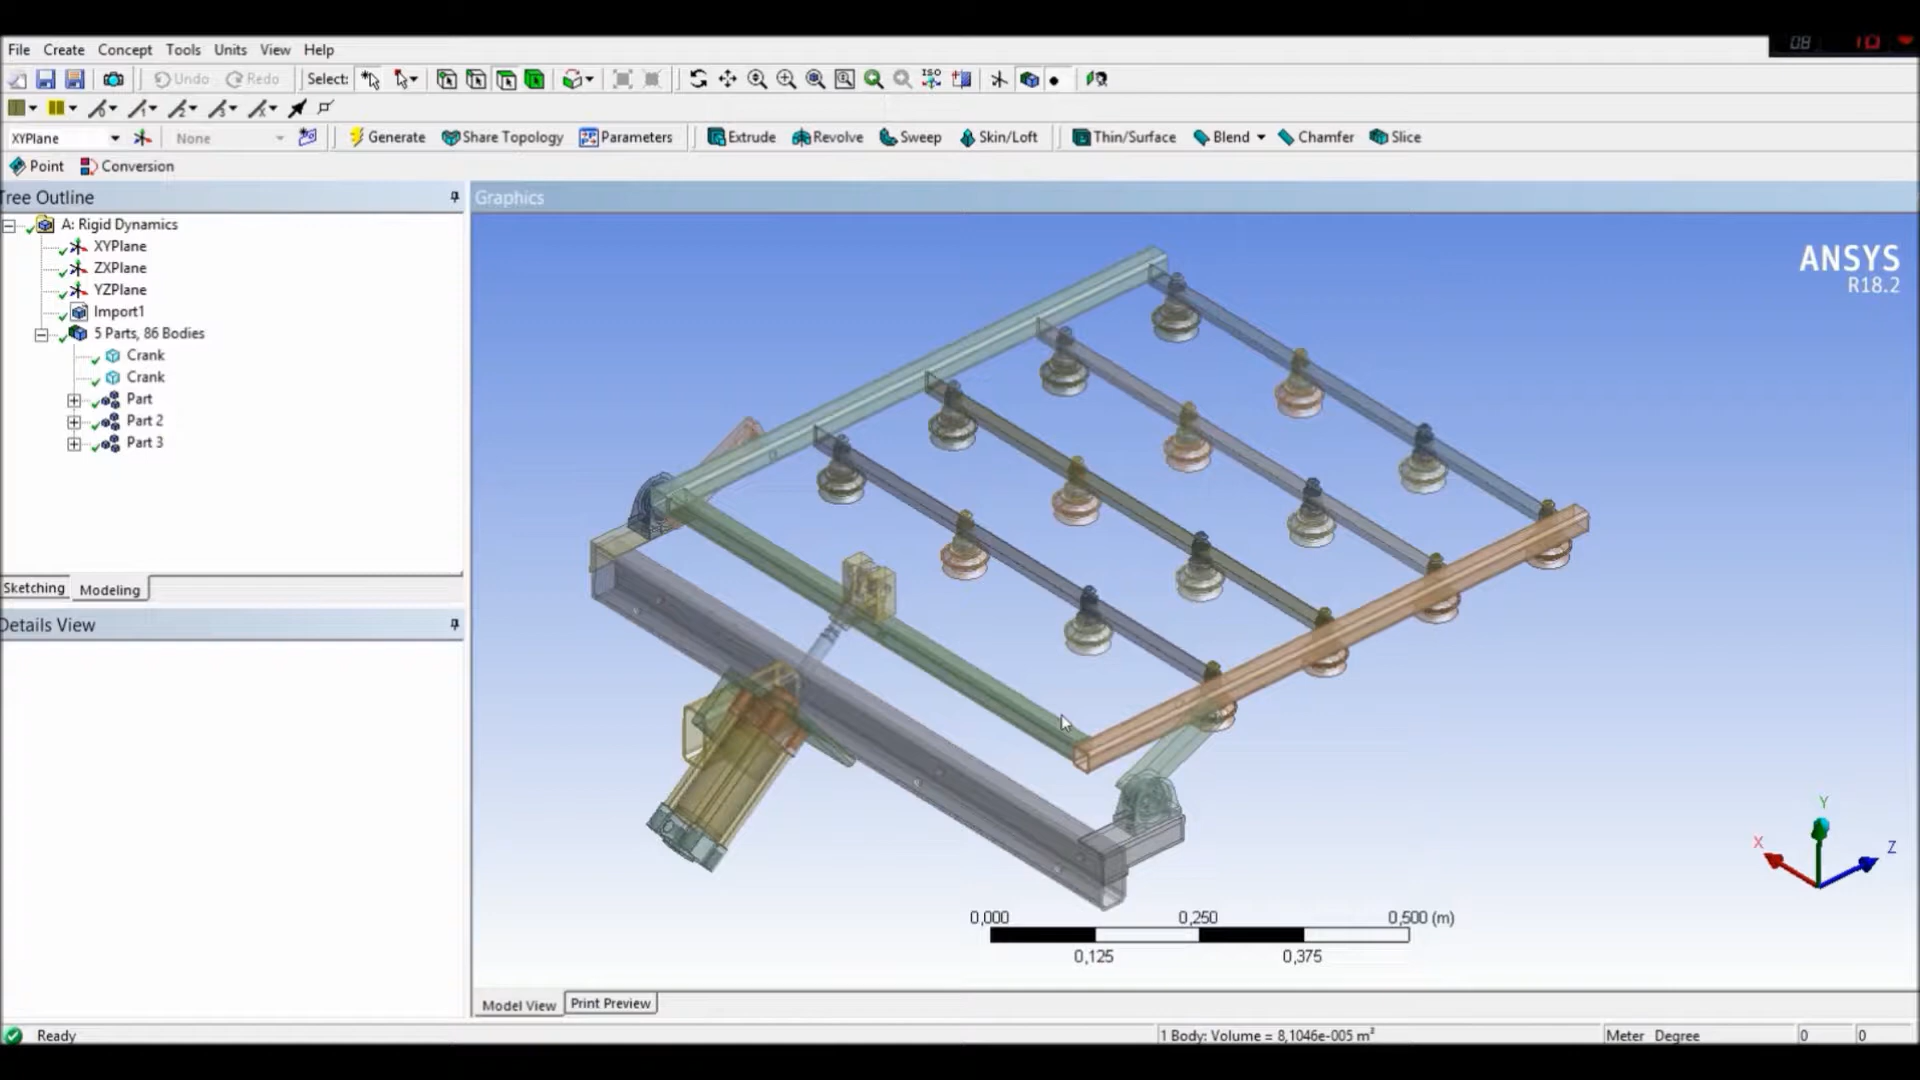 File Create Concept Tools Units View Help
08 10
Undo Redo Select: ISO
XYPlane None Generate Share Topology Parameters Extrude Revolve Sweep Skin/Loft Thin/Surface Blend Chamfer Slice
Point Conversion
Tree Outline
A: Rigid Dynamics
XYPlane
ZXPlane
YZPlane
Import1
5 Parts, 86 Bodies
Crank
Crank
Part
Part 2
Part 3
Sketching Modeling
Details View
Graphics
ANSYS
R18.2
Y
X
Z
0,000 0,250 0,500 (m)
0,125 0,375
Model View Print Preview
Ready 1 Body: Volume = 8,1046e-005 m³ Meter Degree 0 0